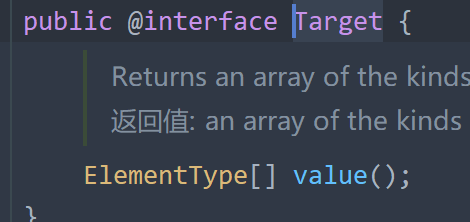 public @interface Target {
Returns an array of the kinds
返回值: an array of the kinds
ElementType[] value();
}